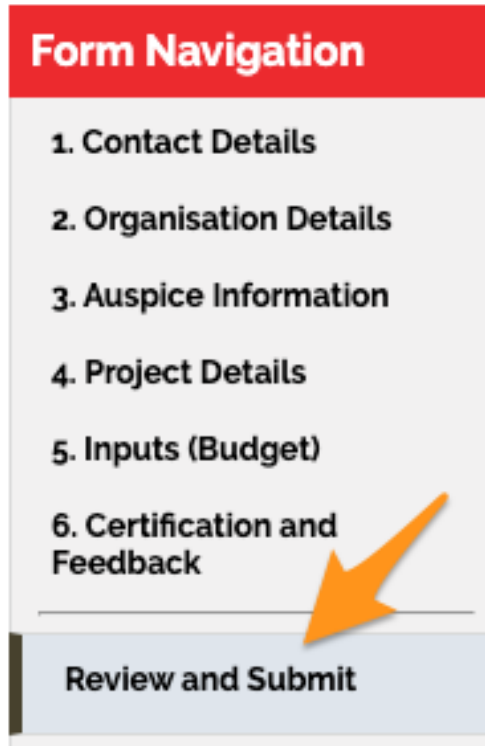 Form Navigation
1. Contact Details
2. Organisation Details
3. Auspice Information
4. Project Details
5. Inputs (Budget)
6. Certification and
Feedback
Review and Submit